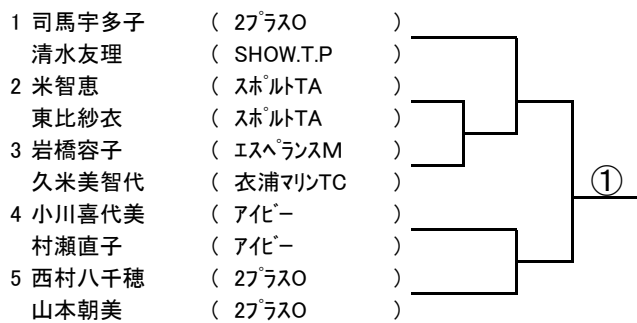 1 司馬宇多子 ( 2プラスO )
清水友理 ( SHOW.T.P )
2 米智恵 ( スポルトTA )
東比紗衣 ( スポルトTA )
3 岩橋容子 ( エスペランスM )
久米美智代 ( 衣浦マリンTC )
①
4 小川喜代美 ( アイビー )
村瀬直子 ( アイビー )
5 西村八千穂 ( 2プラスO )
山本朝美 ( 2プラスO )